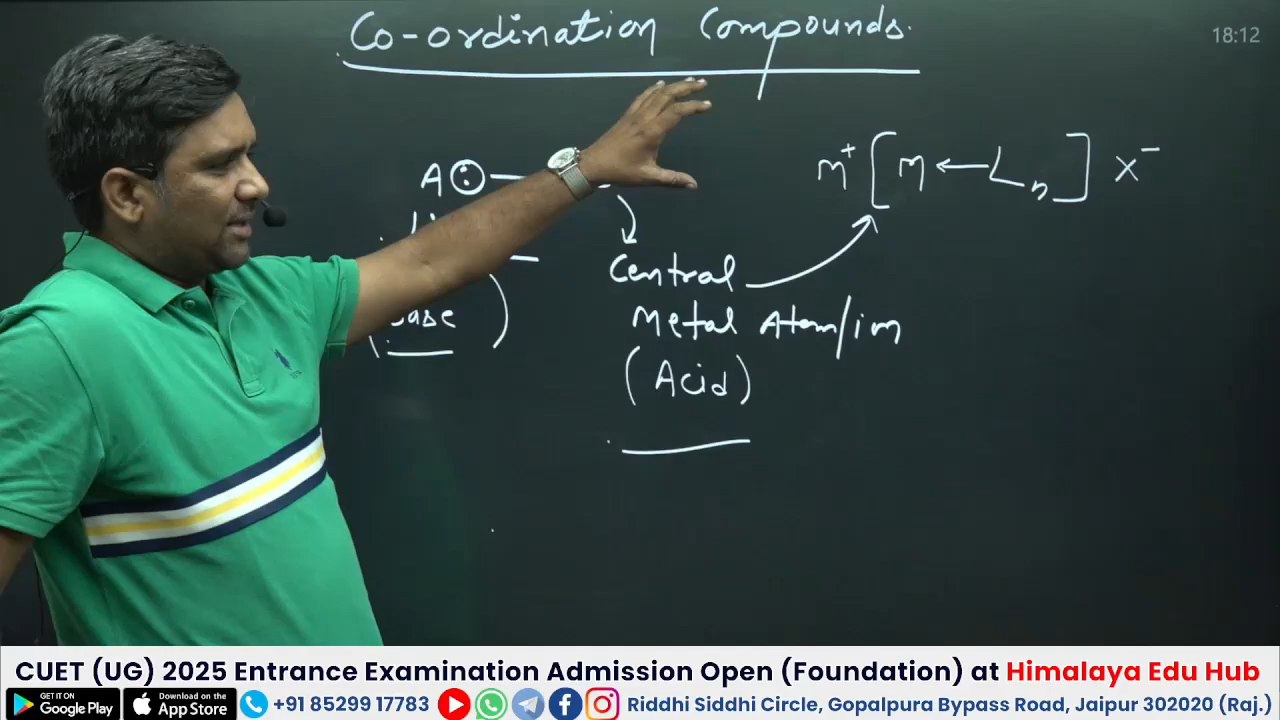 Co-ordination Compounds.
18:12
A :
M⁺ [ M ← Lₙ ] X⁻
Central
Metal Atom/ion
(Acid)
CUET (UG) 2025 Entrance Examination Admission Open (Foundation) at Himalaya Edu Hub
GET IT ON
Google Play
Download on the
App Store
+91 85299 17783
Riddhi Siddhi Circle, Gopalpura Bypass Road, Jaipur 302020 (Raj.)